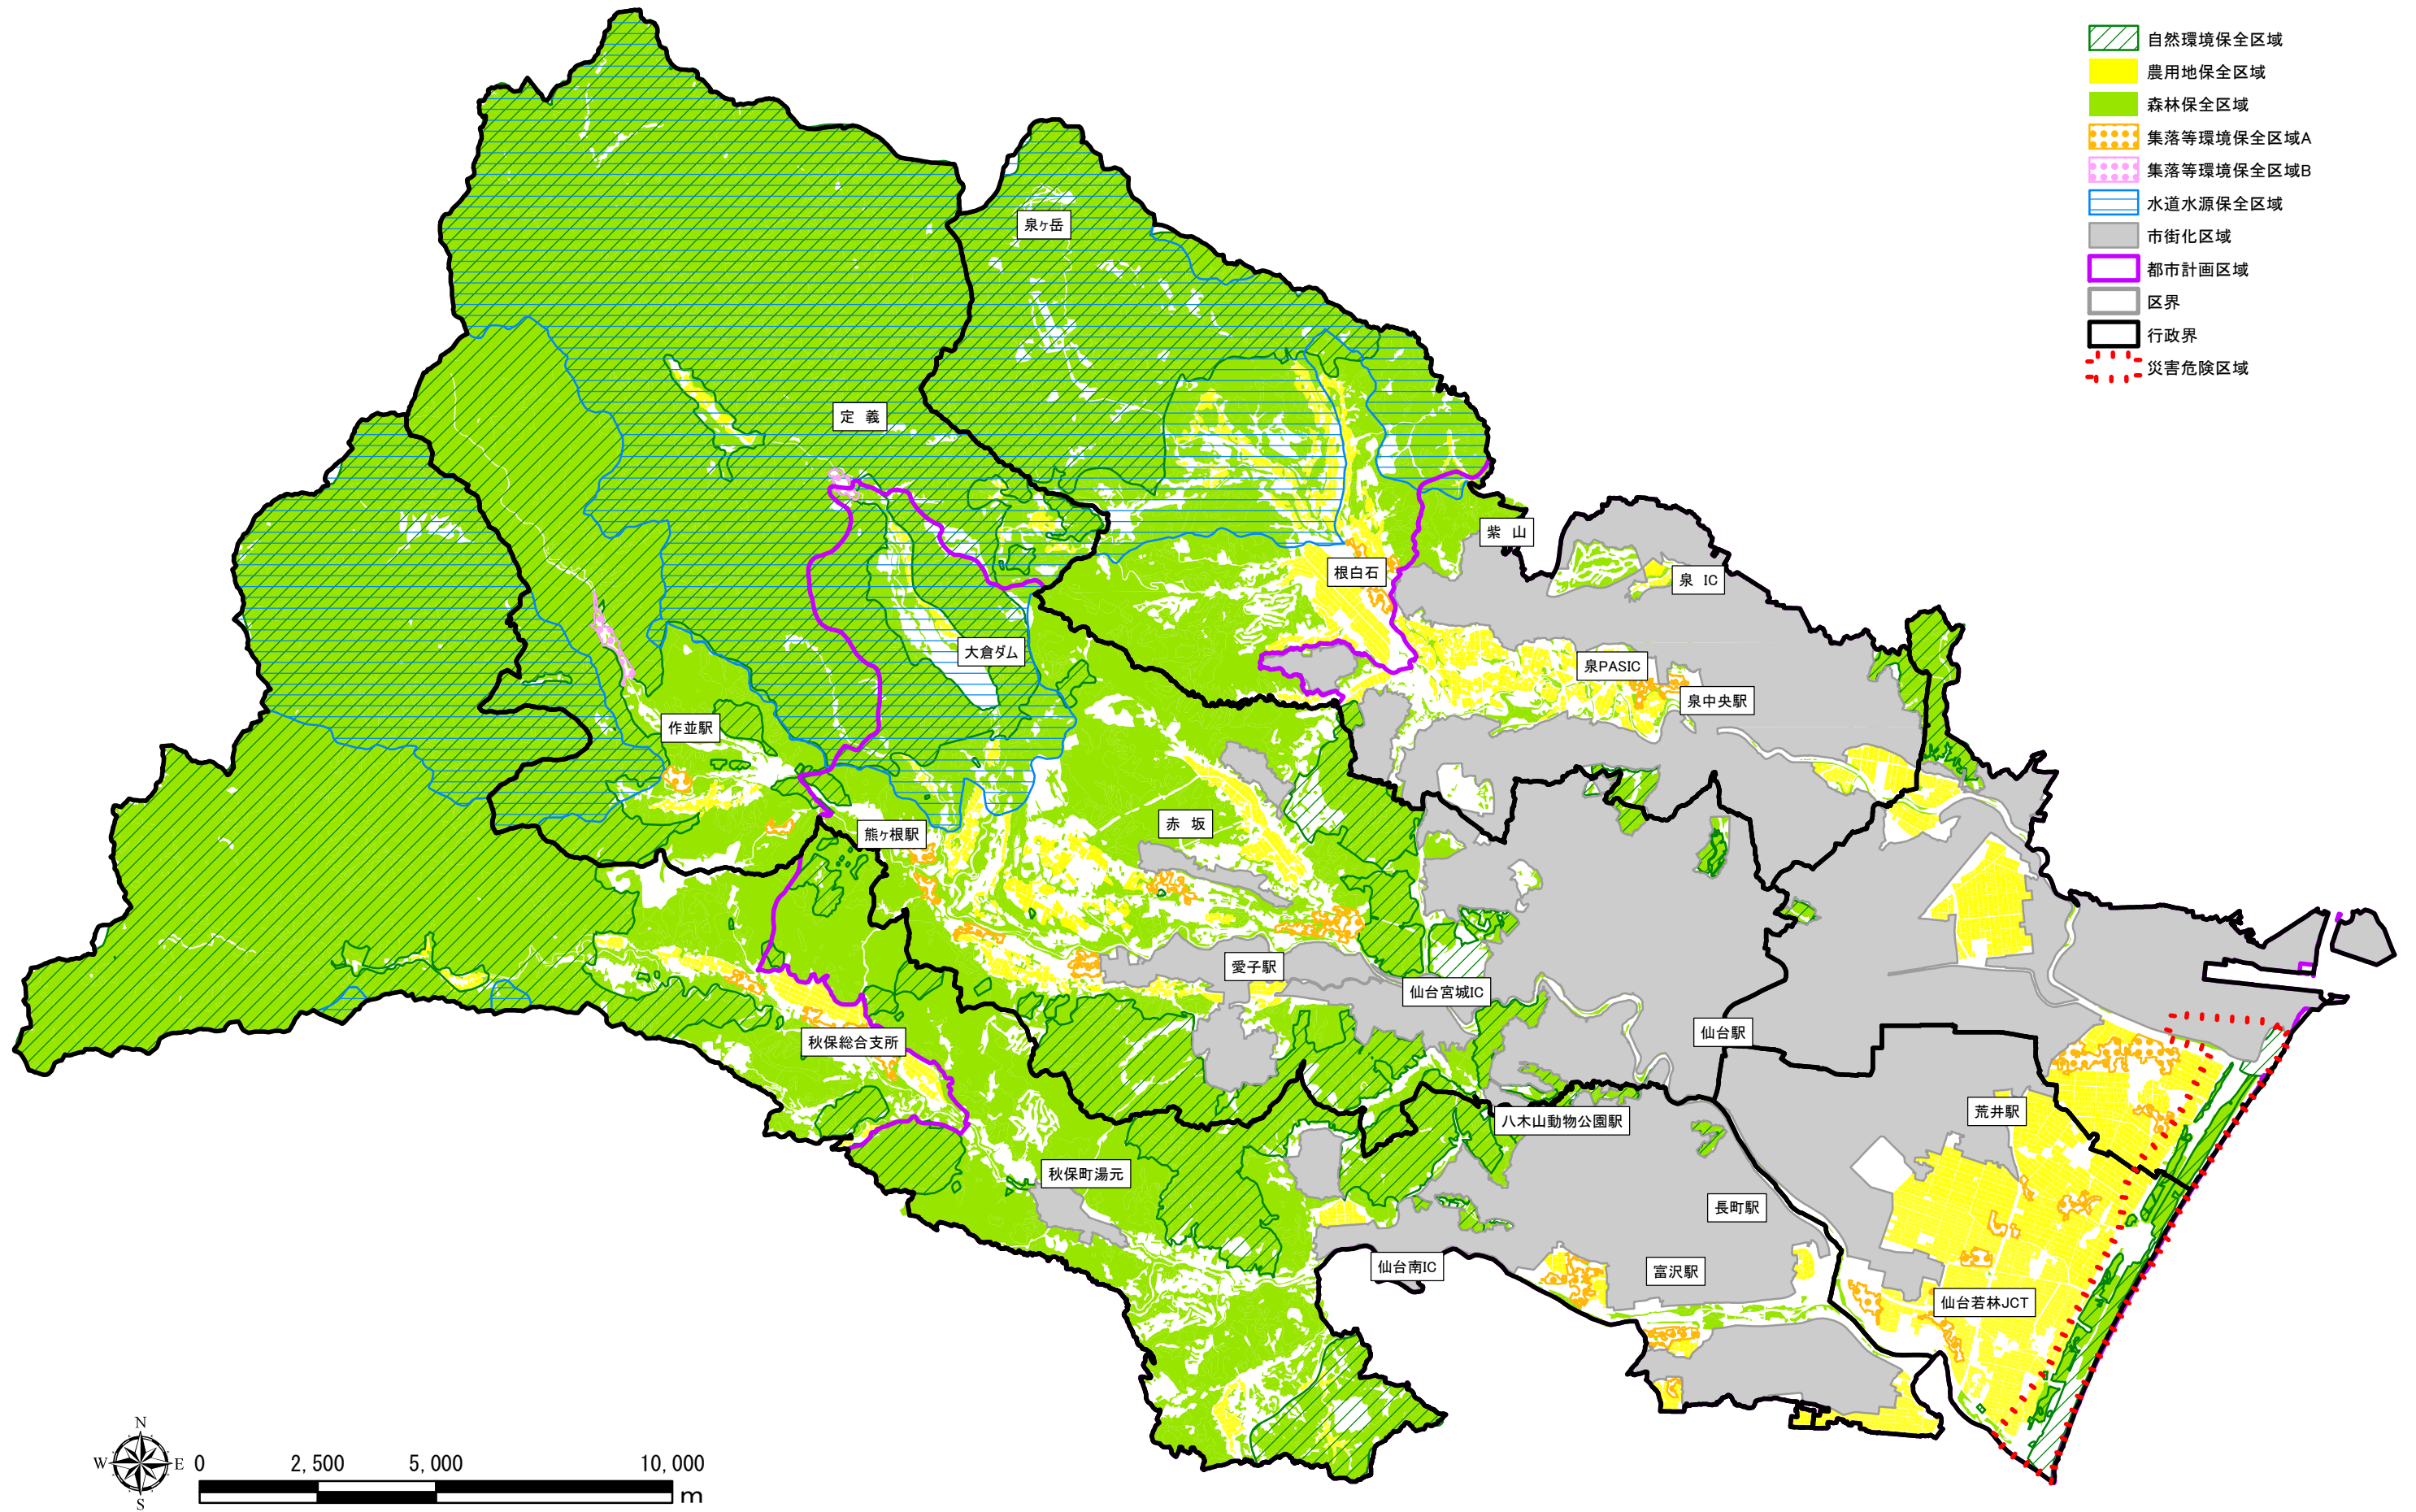 自然環境保全区域
農用地保全区域
森林保全区域
集落等環境保全区域A
集落等環境保全区域B
水道水源保全区域
市街化区域
都市計画区域
区界
行政界
災害危険区域
泉ヶ岳
定 義
紫 山
根白石
泉 IC
大倉ダム
泉PASIC
泉中央駅
作並駅
熊ヶ根駅
赤 坂
愛子駅
仙台宮城IC
仙台駅
秋保総合支所
荒井駅
八木山動物公園駅
秋保町湯元
長町駅
仙台南IC
富沢駅
仙台若林JCT
N
W E
S
0 2,500 5,000 10,000
m